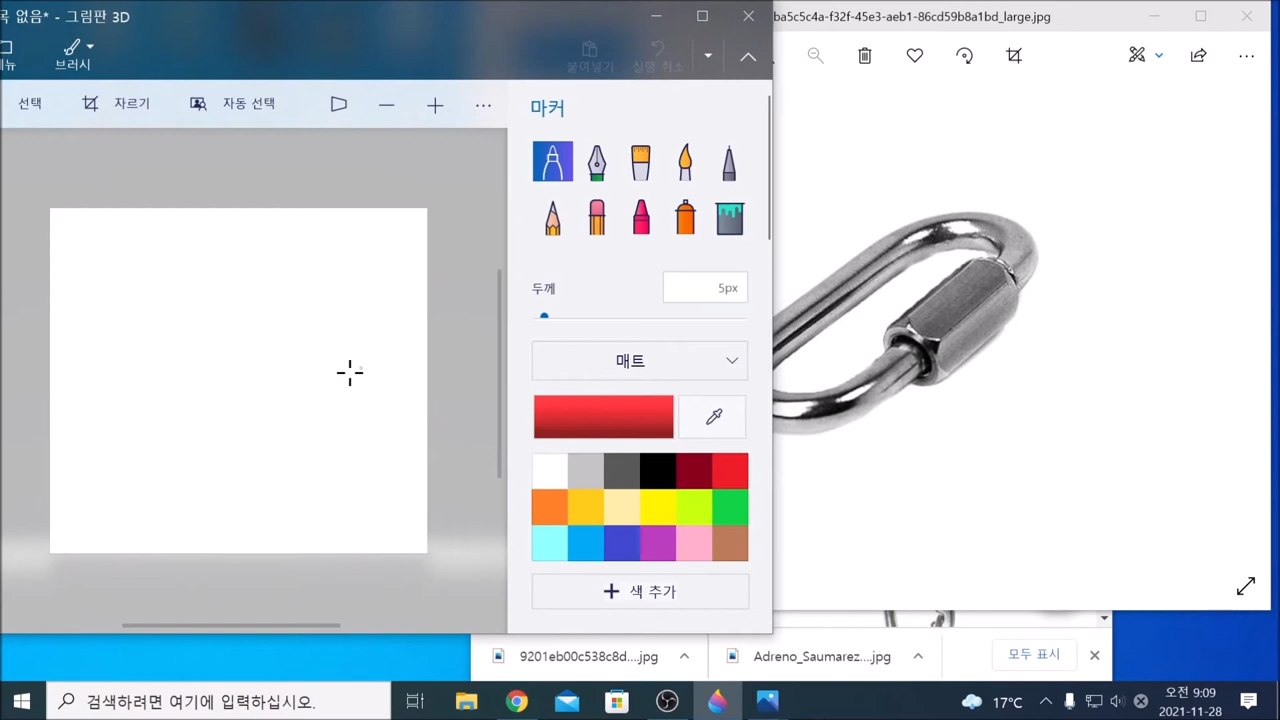 목 없음* - 그림판 3D
ba5c5c4a-f32f-45e3-aeb1-86cd59b8a1bd_large.jpg
메뉴
브러시
붙여넣기
실행 취소
선택
자르기
자동 선택
마커
두께
5px
매트
색 추가
9201eb00c538c8d....jpg
Adreno_Saumarez....jpg
모두 표시
검색하려면 여기에 입력하십시오.
17°C
오전 9:09
2021-11-28